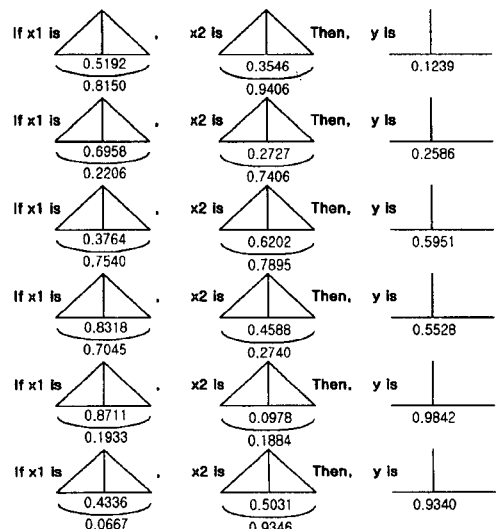 If x1 is , x2 is Then, y is
0.5192 0.3546 0.1239
0.8150 0.9406
If x1 is , x2 is Then, y is
0.6958 0.2727 0.2586
0.2206 0.7406
If x1 is , x2 is Then, y is
0.3764 0.6202 0.5951
0.7540 0.7895
If x1 is , x2 is Then, y is
0.8318 0.4588 0.5528
0.7045 0.2740
If x1 is , x2 is Then, y is
0.8711 0.0978 0.9842
0.1933 0.1884
If x1 is , x2 is Then, y is
0.4336 0.5031 0.9340
0.0667 0.9346